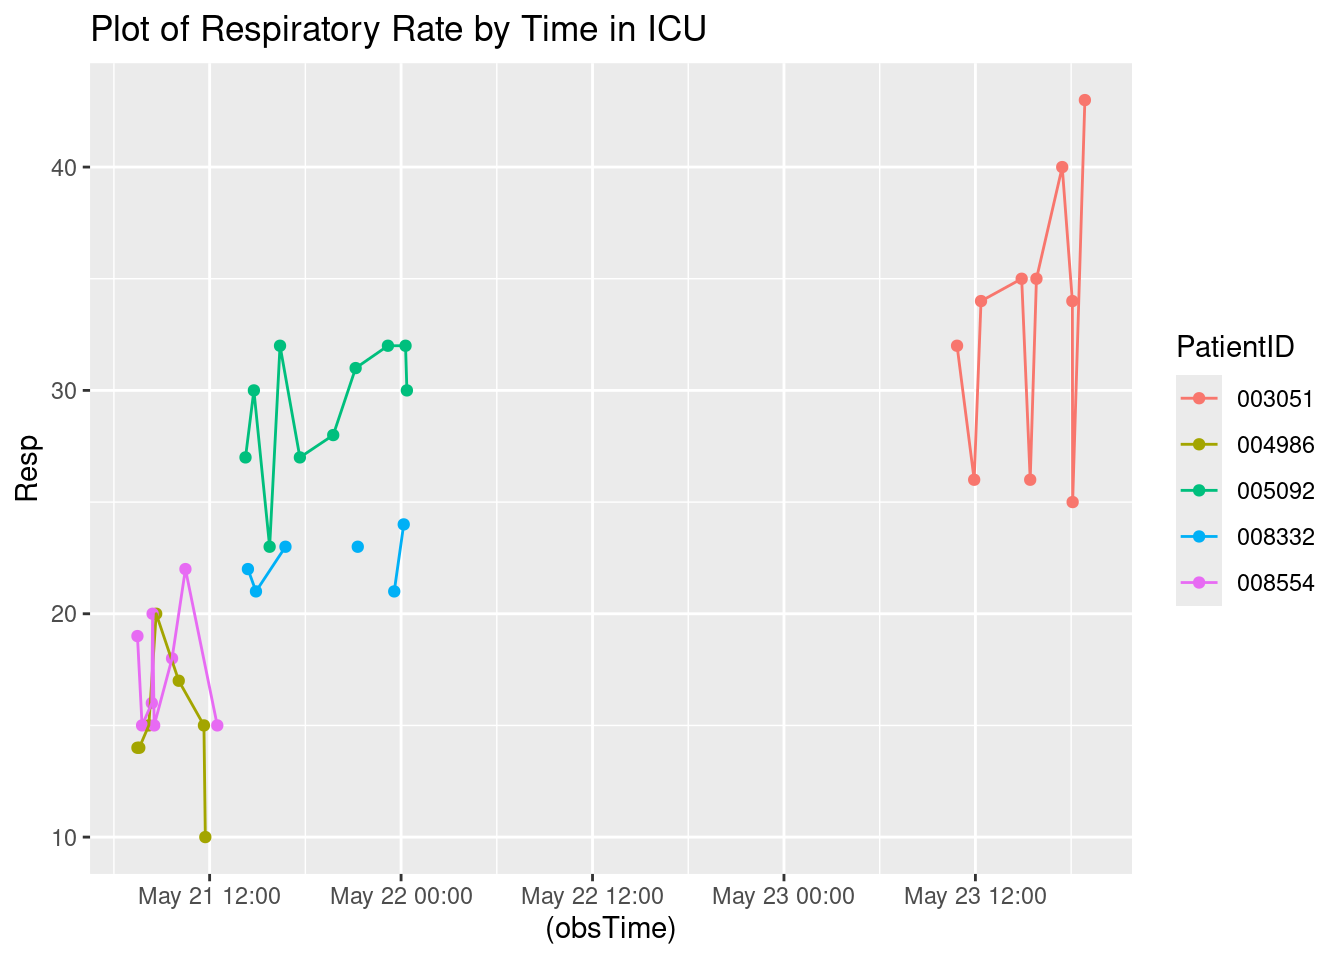 Plot of Respiratory Rate by Time in ICU
40
30
20
10
Resp
May 21 12:00
May 22 00:00
May 22 12:00
May 23 00:00
May 23 12:00
(obsTime)
PatientID
003051
004986
005092
008332
008554